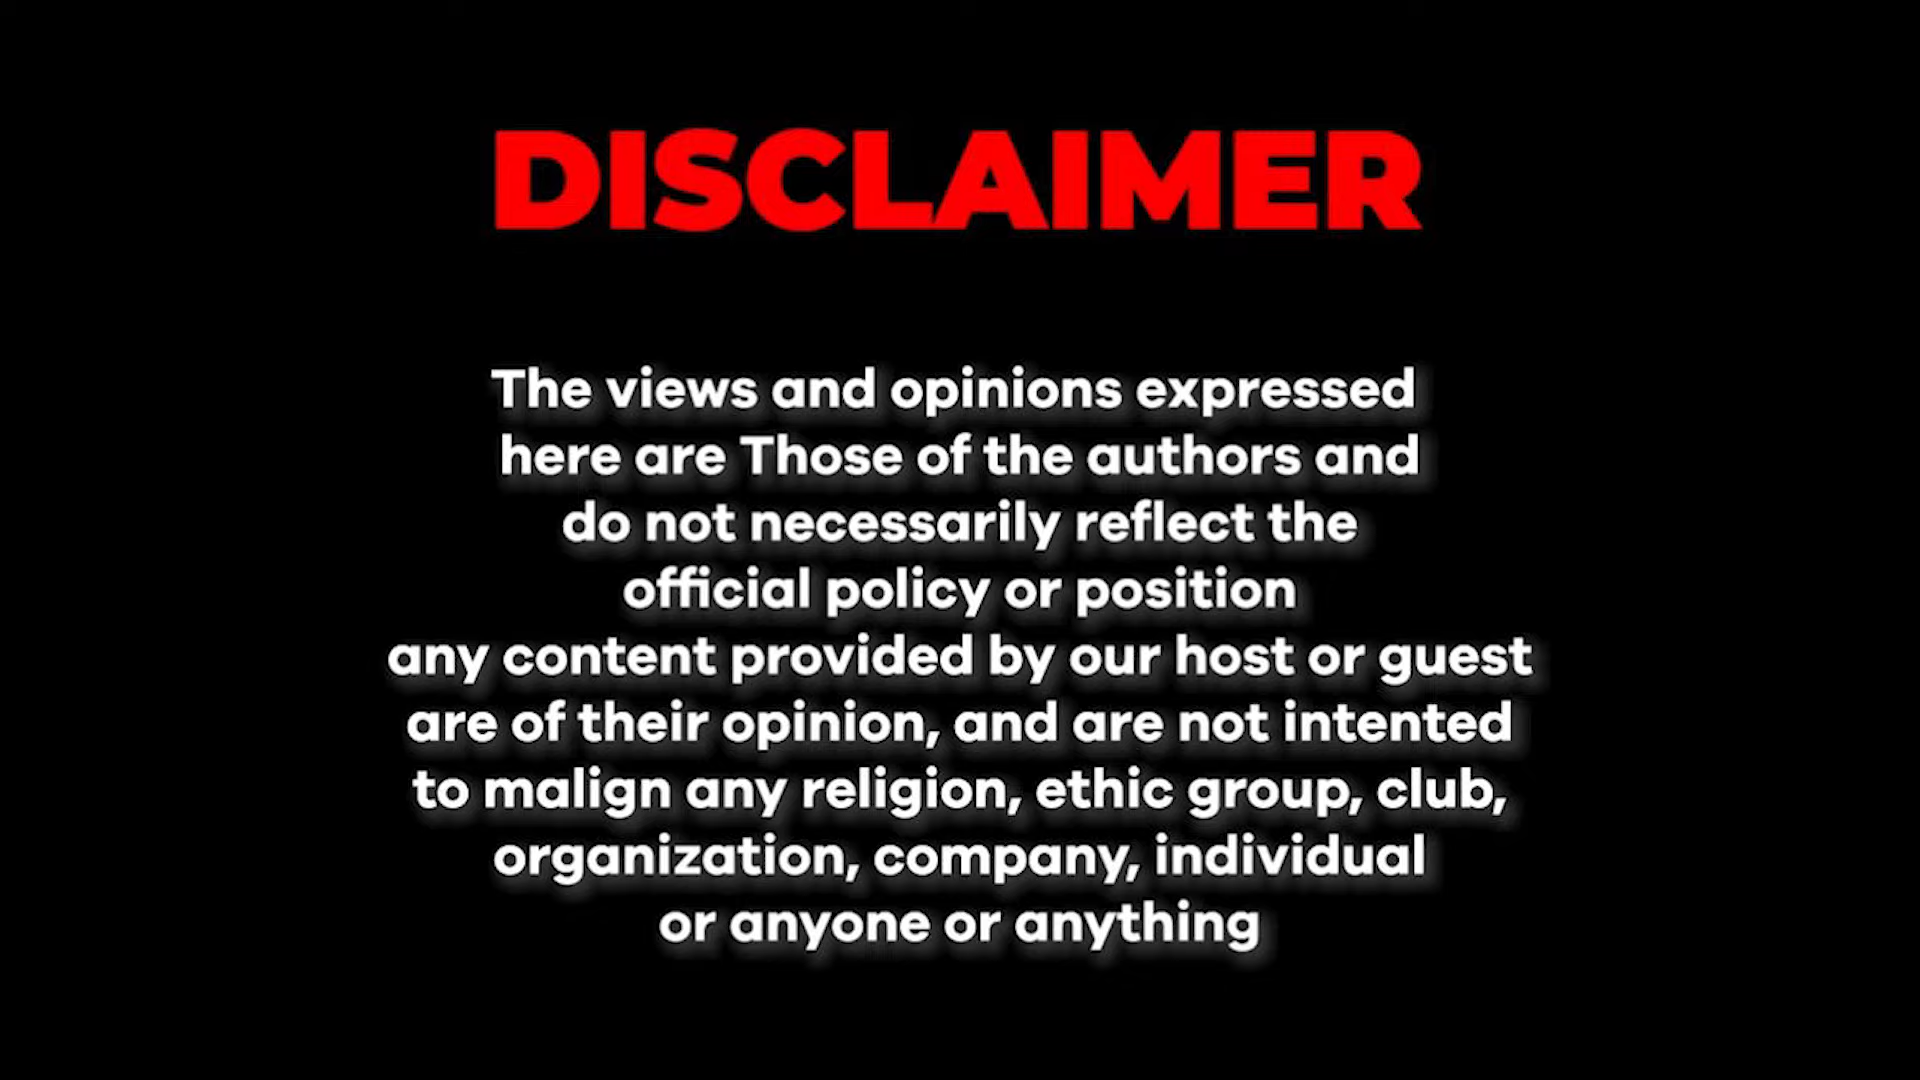 DISCLAIMER
The views and opinions expressed
here are Those of the authors and
do not necessarily reflect the
official policy or position
any content provided by our host or guest
are of their opinion, and are not intented
to malign any religion, ethic group, club,
organization, company, individual
or anyone or anything